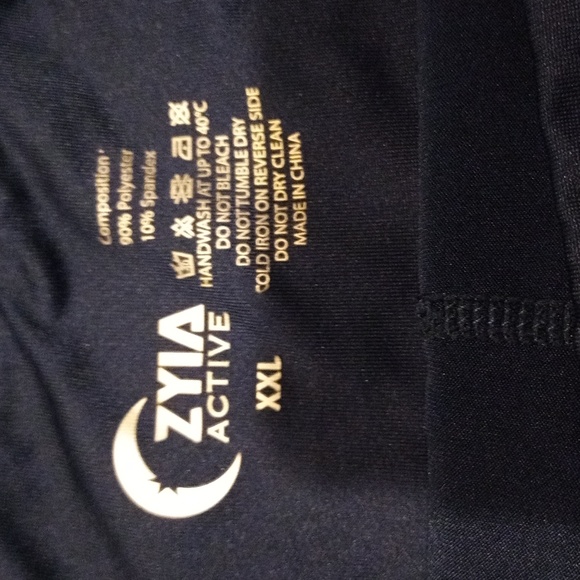 ZYIA
ACTIVE
XXL
Composition:
90% Polyester
10% Spandex
HANDWASH AT UP TO 40°C
DO NOT BLEACH
DO NOT TUMBLE DRY
COLD IRON ON REVERSE SIDE
DO NOT DRY CLEAN
MADE IN CHINA